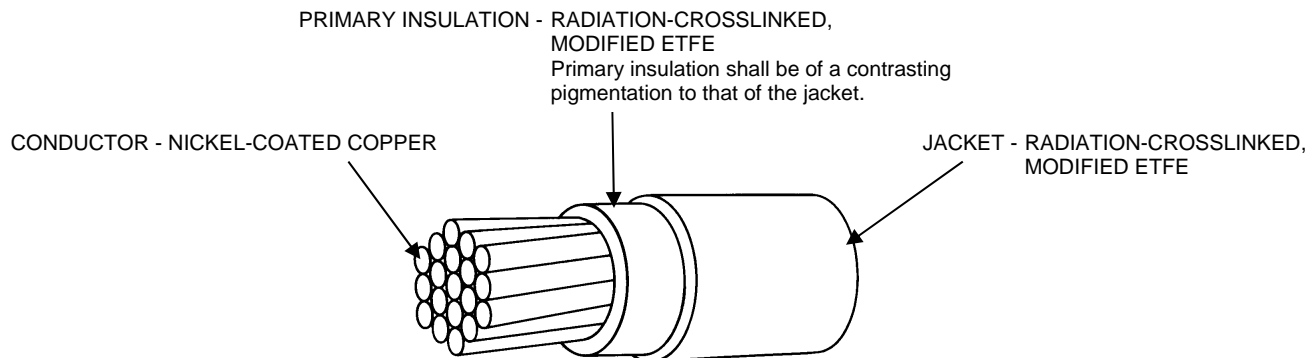 PRIMARY INSULATION - RADIATION-CROSSLINKED,
MODIFIED ETFE
Primary insulation shall be of a contrasting
pigmentation to that of the jacket.
CONDUCTOR - NICKEL-COATED COPPER
JACKET - RADIATION-CROSSLINKED,
MODIFIED ETFE